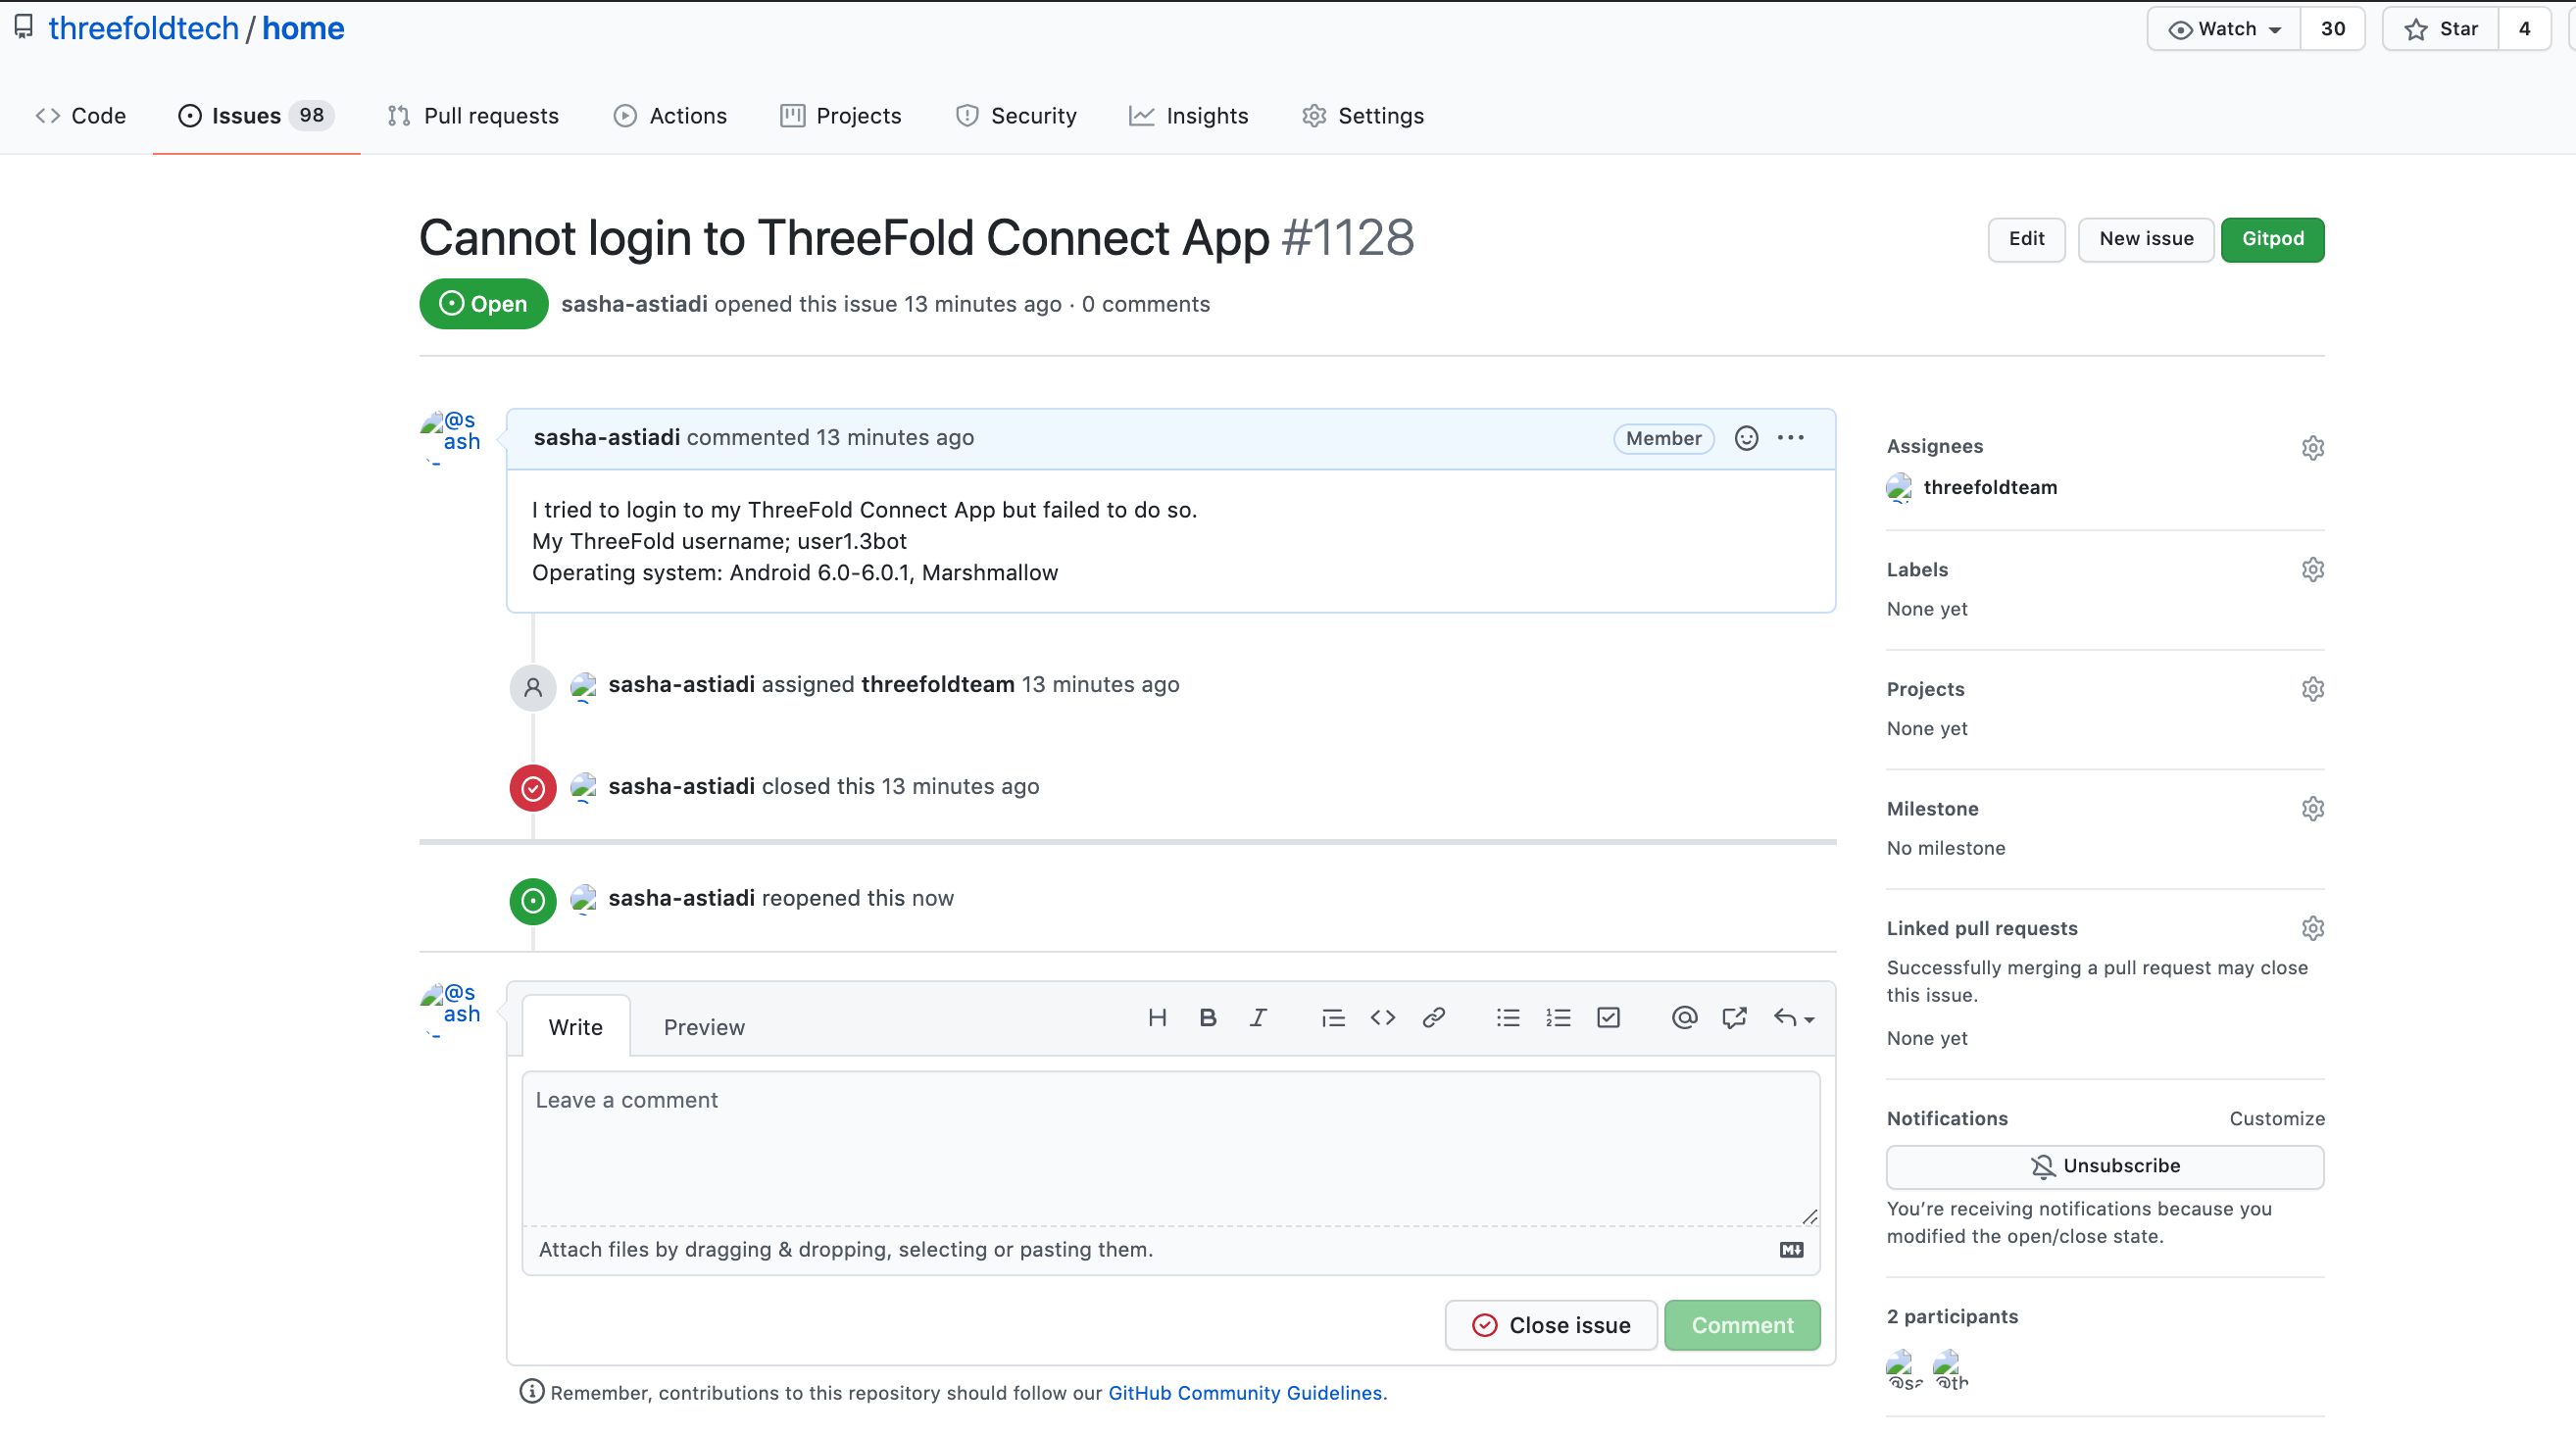 threefoldtech / home
Watch 30
Star 4
Code
Issues 98
Pull requests
Actions
Projects
Security
Insights
Settings
Cannot login to ThreeFold Connect App #1128
Edit
New issue
Gitpod
Open
sasha-astiadi opened this issue 13 minutes ago · 0 comments
@s
ash
sasha-astiadi commented 13 minutes ago
Member
I tried to login to my ThreeFold Connect App but failed to do so.
My ThreeFold username; user1.3bot
Operating system: Android 6.0-6.0.1, Marshmallow
sasha-astiadi assigned threefoldteam 13 minutes ago
sasha-astiadi closed this 13 minutes ago
sasha-astiadi reopened this now
@s
ash
Write
Preview
Leave a comment
Attach files by dragging & dropping, selecting or pasting them.
Close issue
Comment
Remember, contributions to this repository should follow our GitHub Community Guidelines.
Assignees
threefoldteam
Labels
None yet
Projects
None yet
Milestone
No milestone
Linked pull requests
Successfully merging a pull request may close
this issue.
None yet
Notifications
Customize
Unsubscribe
You’re receiving notifications because you
modified the open/close state.
2 participants
@sa
@th